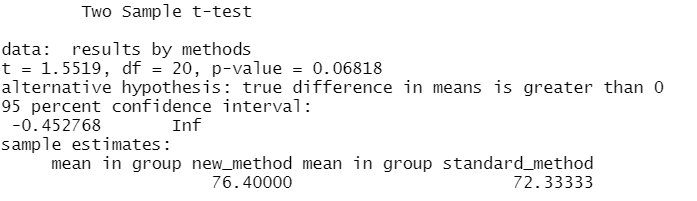 Two Sample t-test
data: results by methods
t = 1.5519, df = 20, p-value = 0.06818
alternative hypothesis: true difference in means is greater than 0
95 percent confidence interval:
-0.452768 Inf
sample estimates:
mean in group new_method mean in group standard_method
76.40000 72.33333